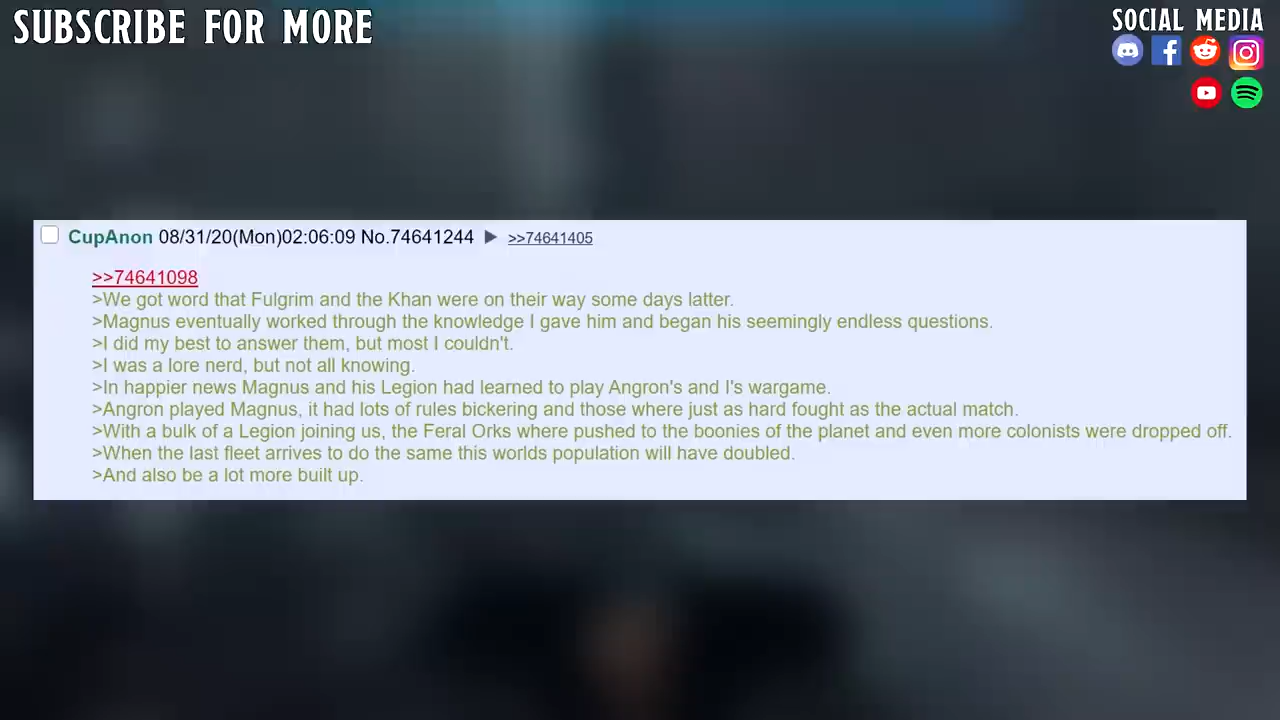 SUBSCRIBE FOR MORE
SOCIAL MEDIA
CupAnon 08/31/20(Mon)02:06:09 No.74641244 ▶ >>74641405
>>74641098
>We got word that Fulgrim and the Khan were on their way some days latter.
>Magnus eventually worked through the knowledge I gave him and began his seemingly endless questions.
>I did my best to answer them, but most I couldn't.
>I was a lore nerd, but not all knowing.
>In happier news Magnus and his Legion had learned to play Angron's and I's wargame.
>Angron played Magnus, it had lots of rules bickering and those where just as hard fought as the actual match.
>With a bulk of a Legion joining us, the Feral Orks where pushed to the boonies of the planet and even more colonists were dropped off.
>When the last fleet arrives to do the same this worlds population will have doubled.
>And also be a lot more built up.